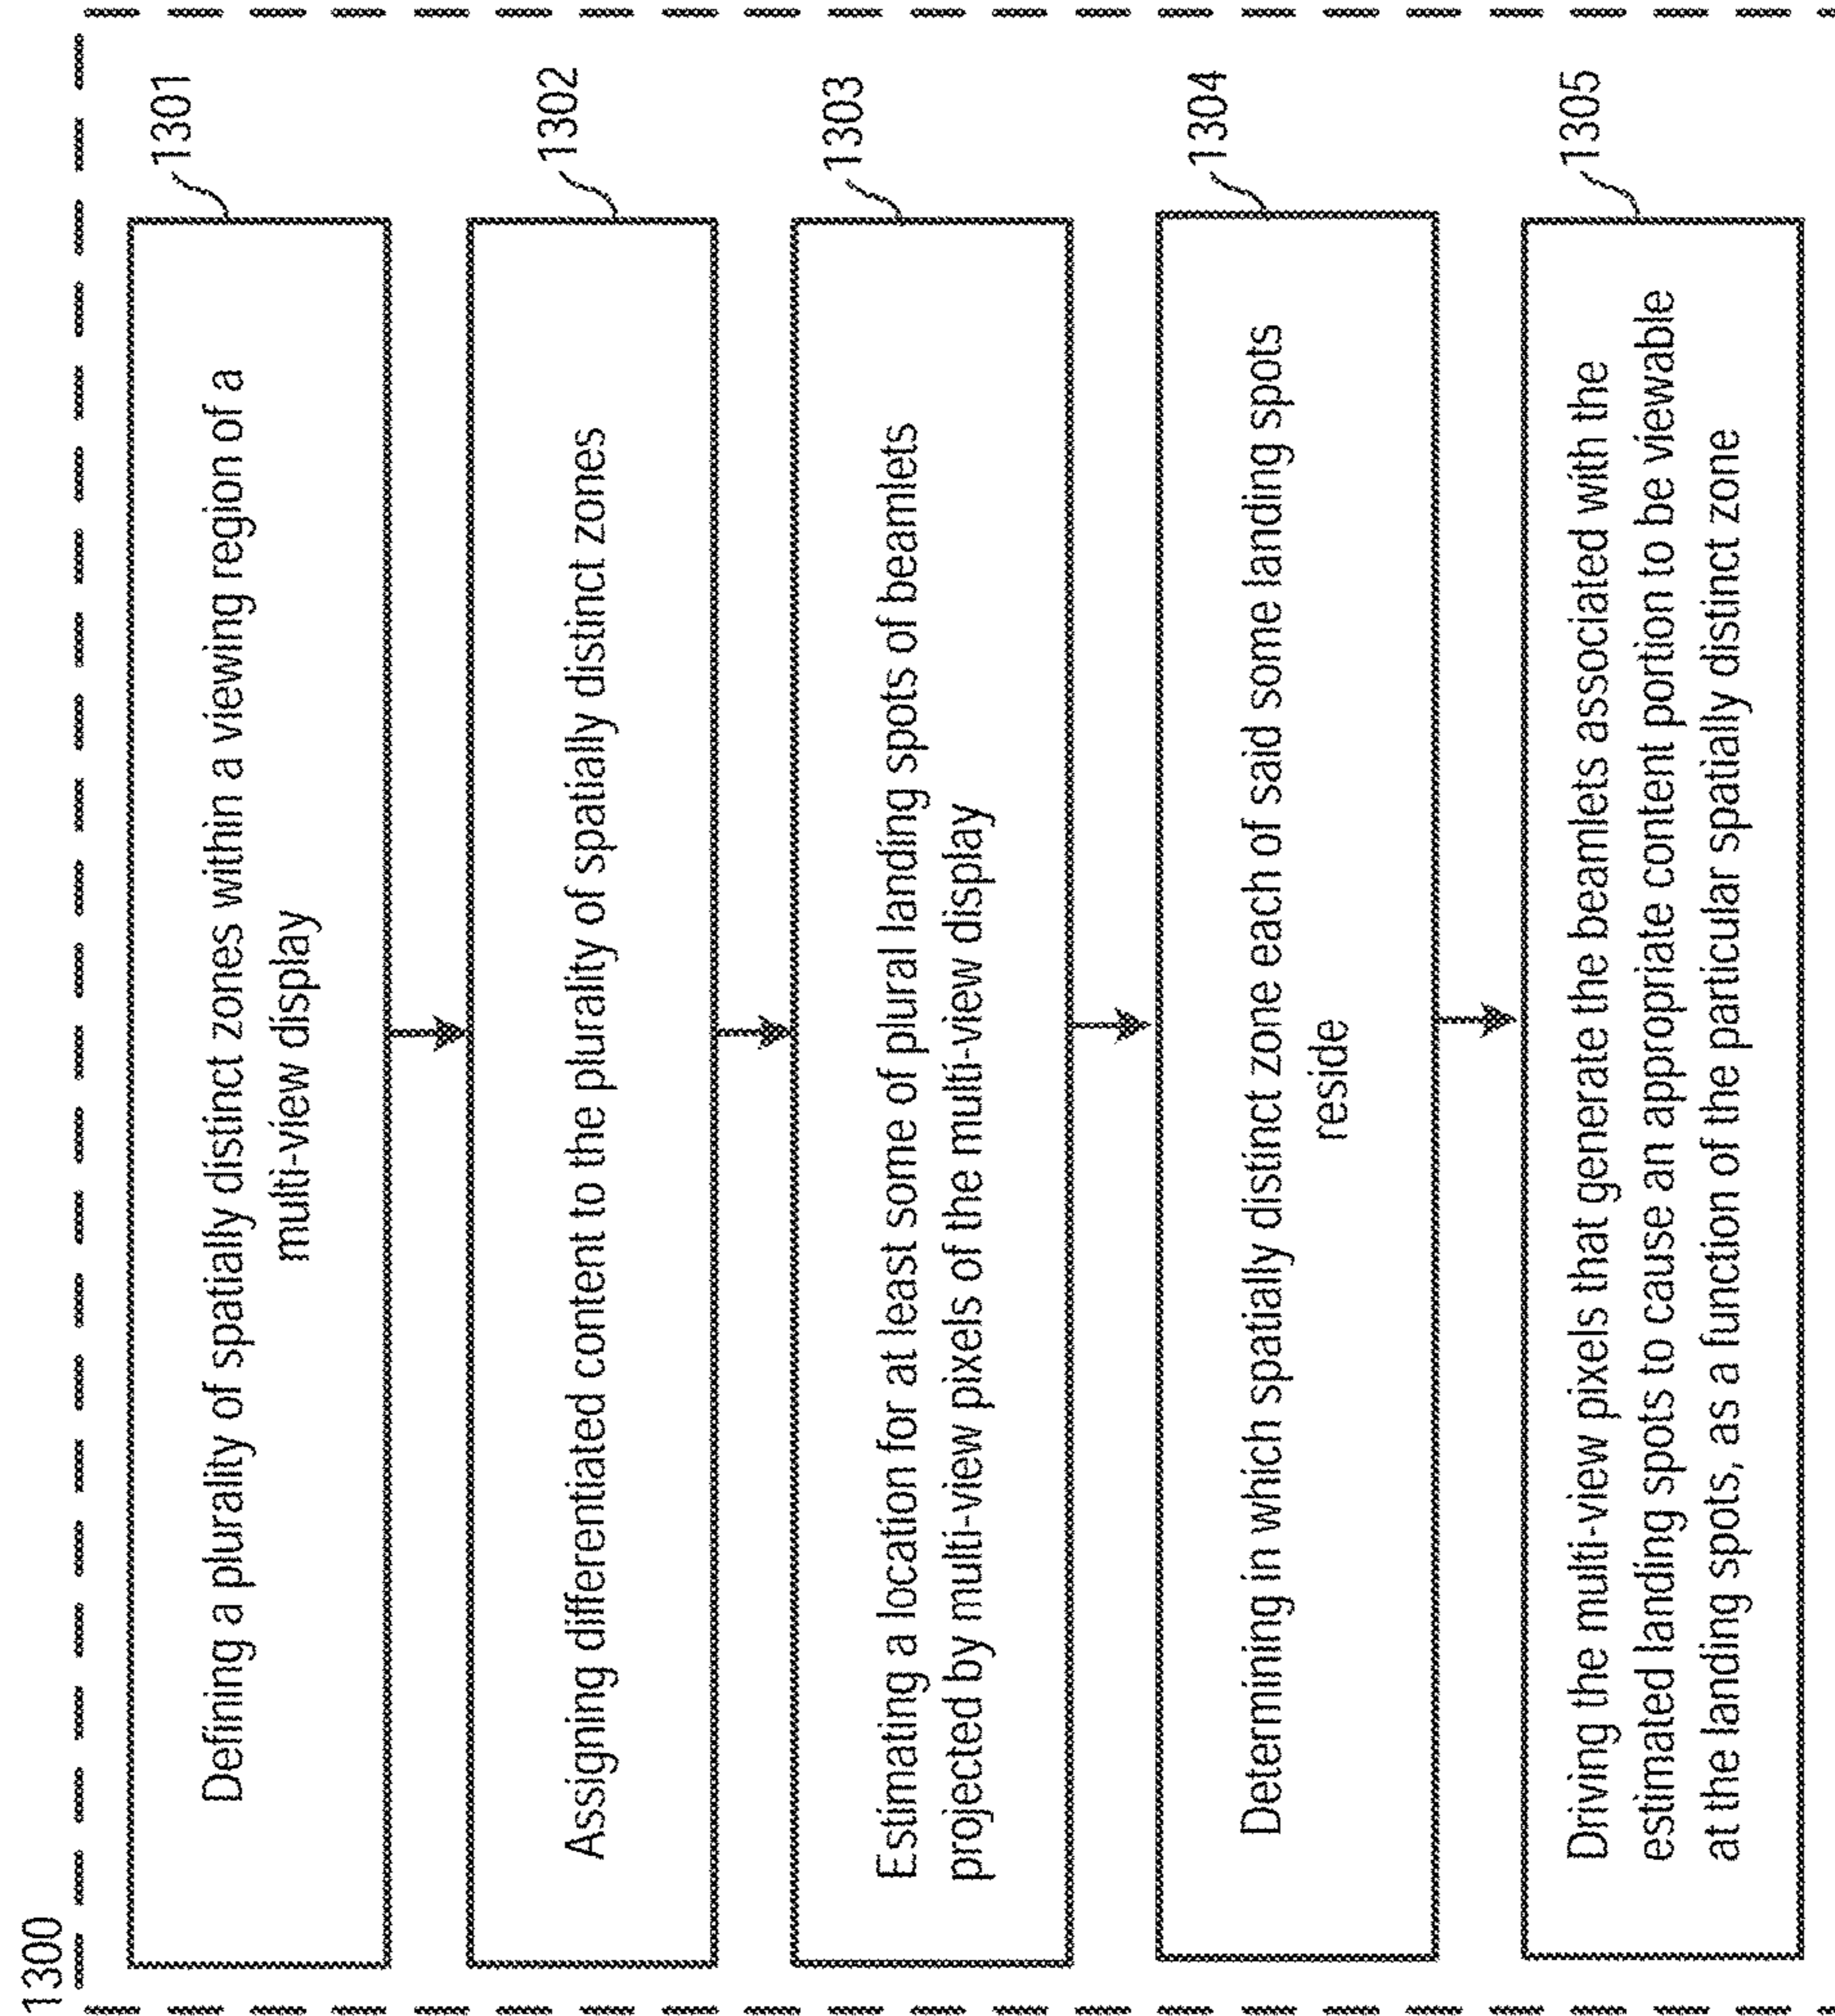 1300
1301
Defining a plurality of spatially distinct zones within a viewing region of a
multi-view display
1302
Assigning differentiated content to the plurality of spatially distinct zones
1303
Estimating a location for at least some of plural landing spots of beamlets
projected by multi-view pixels of the multi-view display
1304
Determining in which spatially distinct zone each of said some landing spots
reside
1305
Driving the multi-view pixels that generate the beamlets associated with the
estimated landing spots to cause an appropriate content portion to be viewable
at the landing spots, as a function of the particular spatially distinct zone